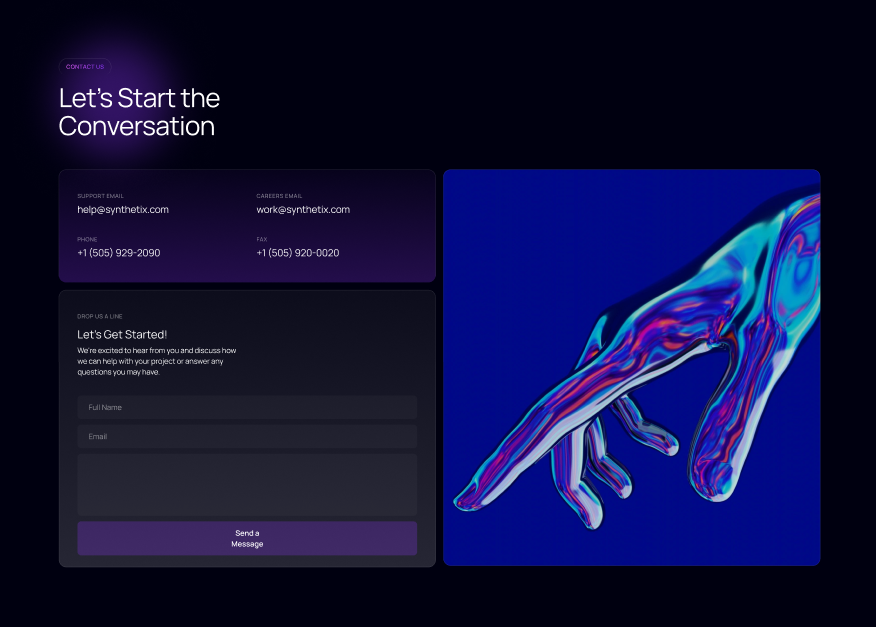 CONTACT US
Let's Start the
Conversation
SUPPORT EMAIL
help@synthetix.com
CAREERS EMAIL
work@synthetix.com
PHONE
+1 (505) 929-2090
FAX
+1 (505) 920-0020
DROP US A LINE
Let's Get Started!
We're excited to hear from you and discuss how
we can help with your project or answer any
questions you may have.
Full Name
Email
Send a
Message